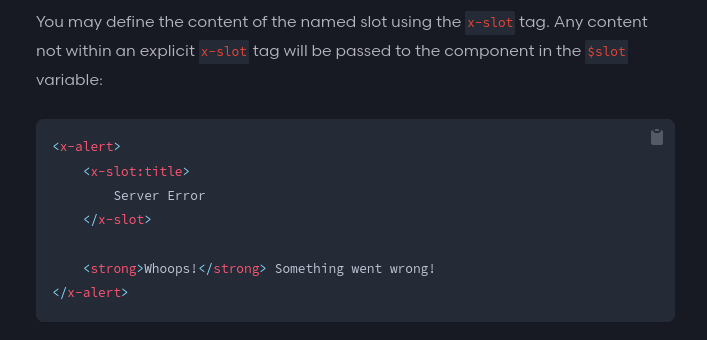 You may define the content of the named slot using the x-slot tag. Any content
not within an explicit x-slot tag will be passed to the component in the $slot
variable:
<x-alert>
    <x-slot:title>
        Server Error
    </x-slot>

    <strong>Whoops!</strong> Something went wrong!
</x-alert>